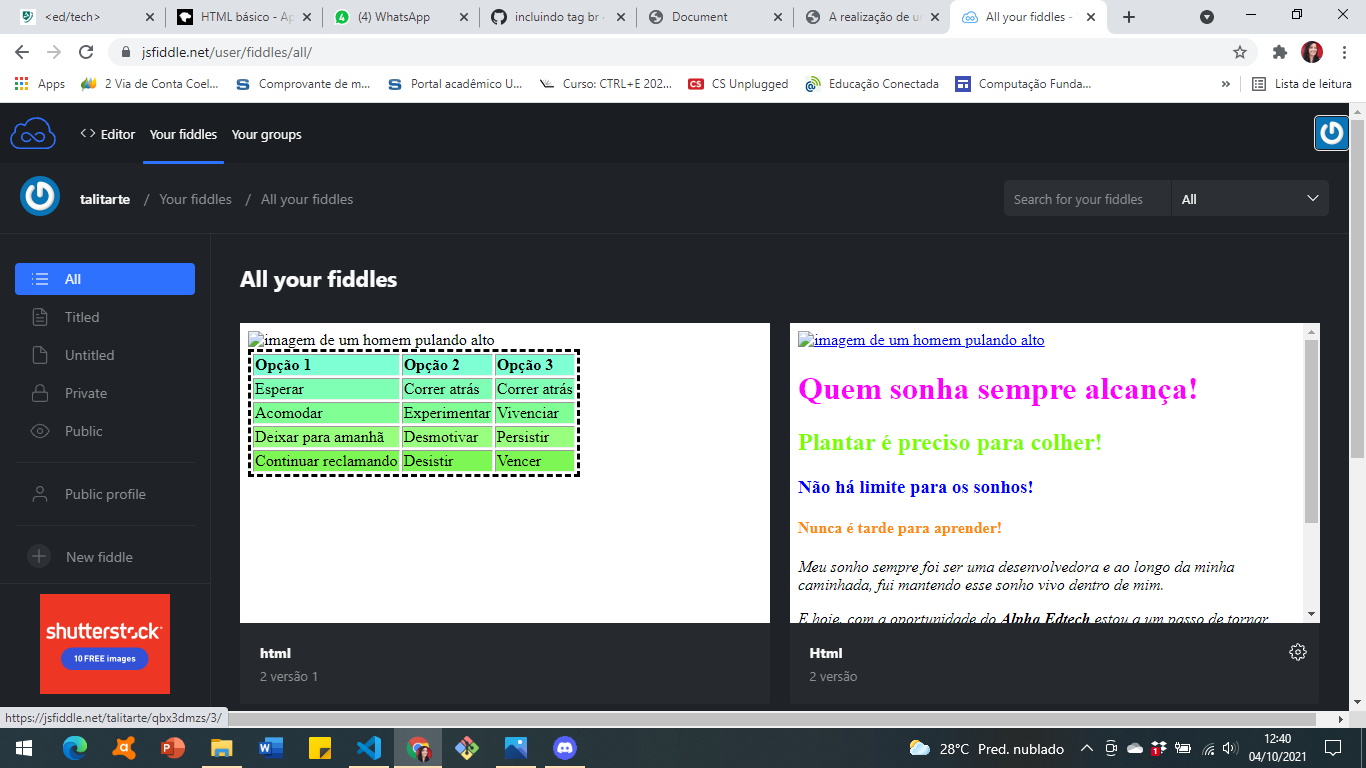 <ed/tech>
HTML básico - Ap
(4) WhatsApp
incluindo tag br
Document
A realização de u
All your fiddles -
jsfiddle.net/user/fiddles/all/
Apps
2 Via de Conta Coel...
Comprovante de m...
Portal acadêmico U...
Curso: CTRL+E 202...
CS Unplugged
Educação Conectada
Computação Funda...
»
Lista de leitura
<> Editor
Your fiddles
Your groups
talitarte / Your fiddles / All your fiddles
Search for your fiddles
All
All
Titled
Untitled
Private
Public
Public profile
New fiddle
shutterstock
10 FREE images
All your fiddles
imagem de um homem pulando alto
Opção 1 Opção 2 Opção 3
Esperar Correr atrás Correr atrás
Acomodar Experimentar Vivenciar
Deixar para amanhã Desmotivar Persistir
Continuar reclamando Desistir Vencer
html
2 versão 1
imagem de um homem pulando alto
Quem sonha sempre alcança!
Plantar é preciso para colher!
Não há limite para os sonhos!
Nunca é tarde para aprender!
Meu sonho sempre foi ser uma desenvolvedora e ao longo da minha
caminhada, fui mantendo esse sonho vivo dentro de mim.
E hoje, com a oportunidade do Alpha Edtech estou a um passo de tornar
Html
2 versão
https://jsfiddle.net/talitarte/qbx3dmzs/3/
28°C Pred. nublado
12:40
04/10/2021